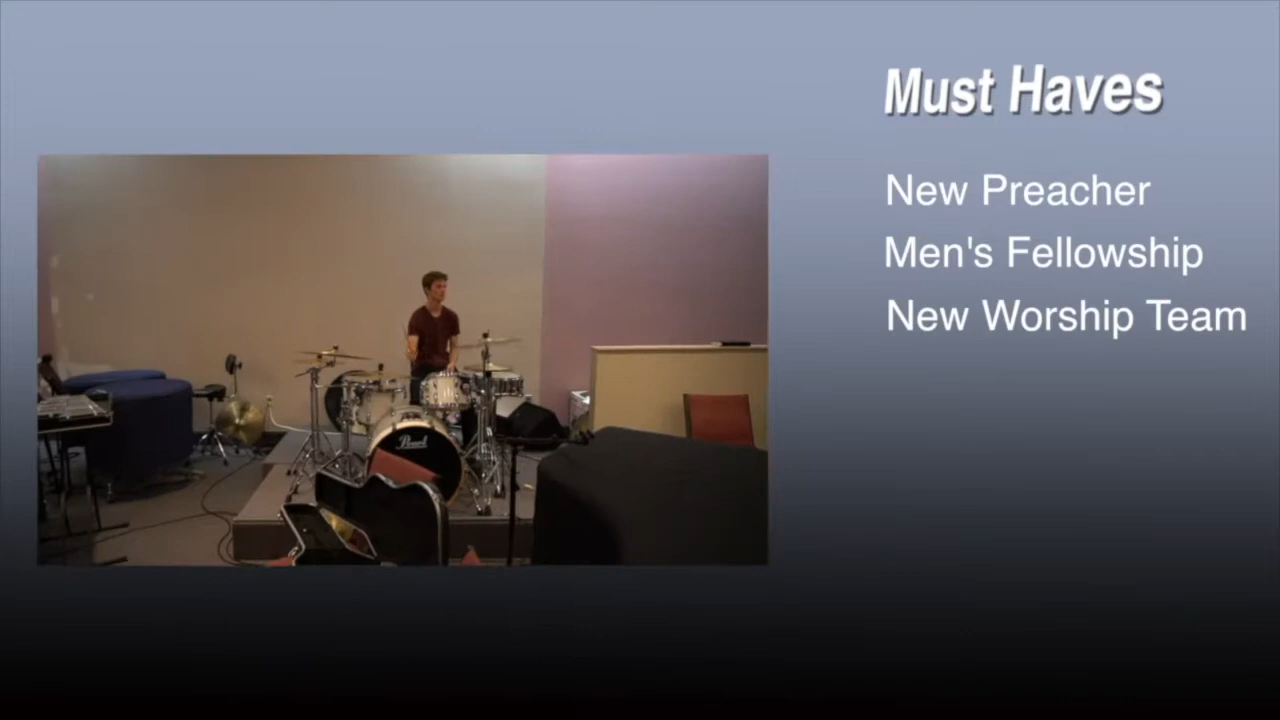 Must Haves
New Preacher
Men's Fellowship
New Worship Team
Pearl